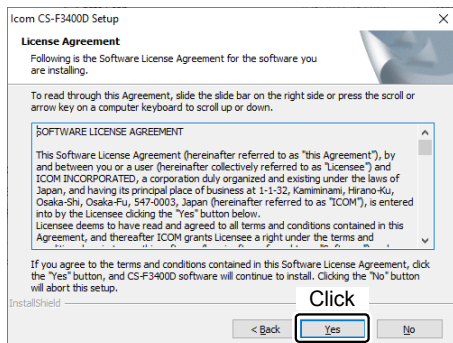 Icom CS-F3400D Setup
License Agreement
Following is the Software License Agreement for the software you
are installing.
To read through this Agreement, slide the slide bar on the right side or press the scroll or
arrow key on a computer keyboard to scroll up or down.
SOFTWARE LICENSE AGREEMENT
This Software License Agreement (hereinafter referred to as "this Agreement"), by
and between you or a user (hereinafter collectively referred to as "Licensee") and
ICOM INCORPORATED, a corporation duly organized and existing under the laws of
Japan, and having its principal place of business at 1-1-32, Kamiminami, Hirano-Ku,
Osaka-Shi, Osaka-Fu, 547-0003, Japan (hereinafter referred to as "ICOM"), is entered
into by the Licensee clicking the "Yes" button below.
Licensee deems to have read and agreed to all terms and conditions contained in this
Agreement, and thereafter ICOM grants Licensee a right under the terms and
If you agree to the terms and conditions contained in this Software License Agreement, click
the "Yes" button, and CS-F3400D software will continue to install. Clicking the "No" button
will abort this setup.
Click
InstallShield
< Back
Yes
No